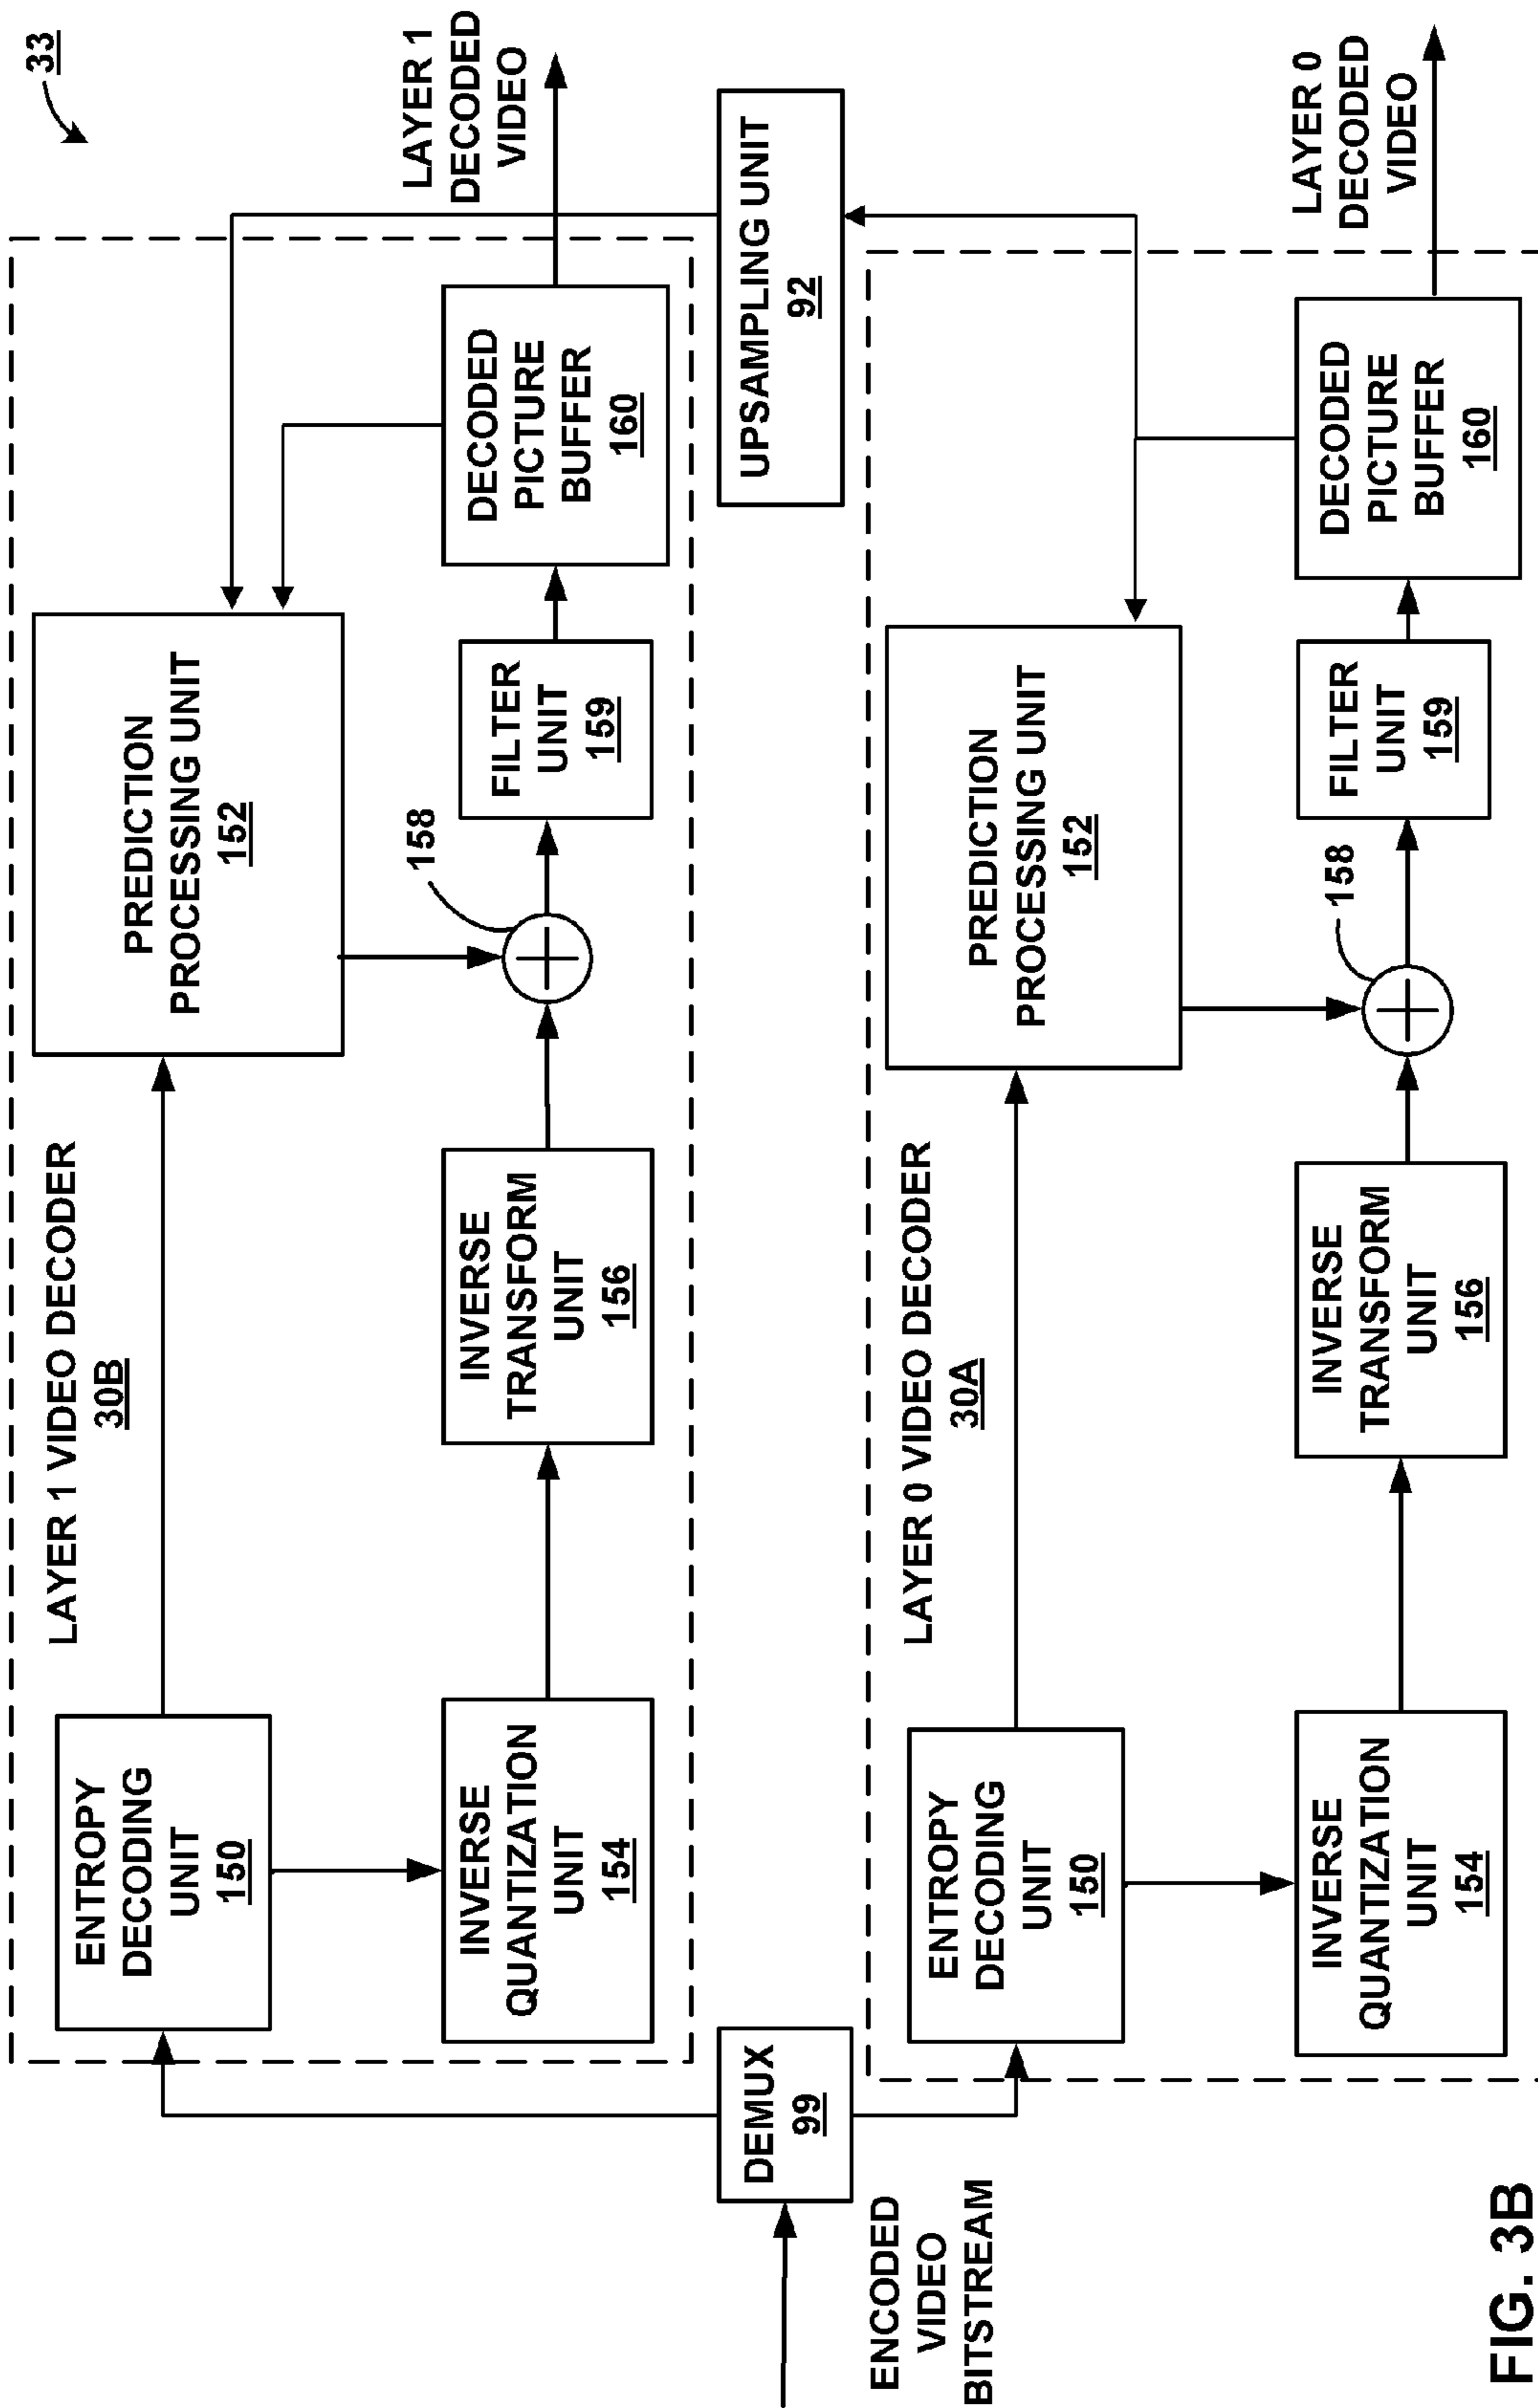 33
LAYER 1 VIDEO DECODER
30B
ENTROPY
DECODING
UNIT
150
PREDICTION
PROCESSING UNIT
152
LAYER 1
DECODED
VIDEO
INVERSE
QUANTIZATION
UNIT
154
INVERSE
TRANSFORM
UNIT
156
158
FILTER
UNIT
159
DECODED
PICTURE
BUFFER
160
DEMUX
99
UPSAMPLING UNIT
92
ENCODED
VIDEO
BITSTREAM
LAYER 0 VIDEO DECODER
30A
ENTROPY
DECODING
UNIT
150
PREDICTION
PROCESSING UNIT
152
LAYER 0
DECODED
VIDEO
INVERSE
QUANTIZATION
UNIT
154
INVERSE
TRANSFORM
UNIT
156
158
FILTER
UNIT
159
DECODED
PICTURE
BUFFER
160
FIG. 3B